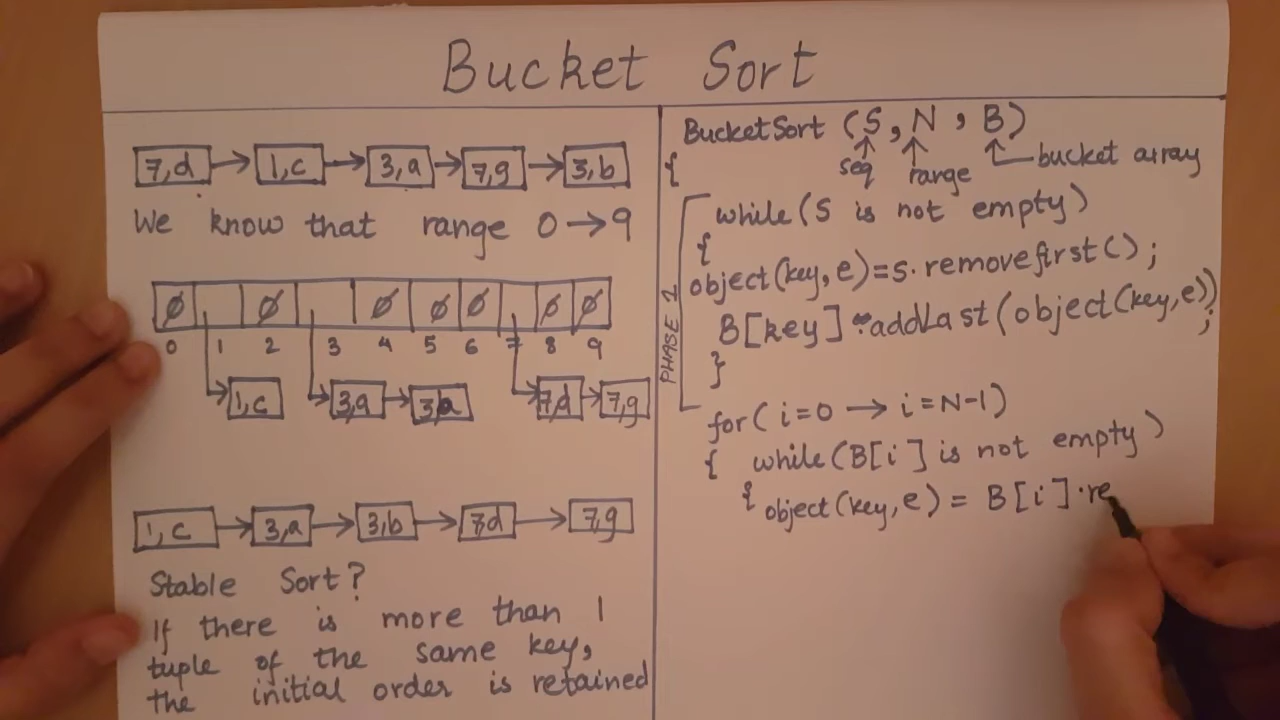 Bucket Sort
7,d → 1,c → 3,a → 7,g → 3,b
We know that range 0 → 9
Ø Ø Ø Ø Ø Ø Ø
0 1 2 3 4 5 6 7 8 9
1,c 3,a → 3,a 7,d → 7,g
1,c → 3,a → 3,b → 7,d → 7,g
Stable Sort?
If there is more than 1
tuple of the same key,
the initial order is retained
BucketSort (S, N, B)
seq range bucket array
{
PHASE 1
while(S is not empty)
{
object(key,e)=S.removefirst();
B[key].addLast(object(key,e));
}
for(i=0 → i=N-1)
{ while(B[i] is not empty)
{ object(key,e) = B[i].re